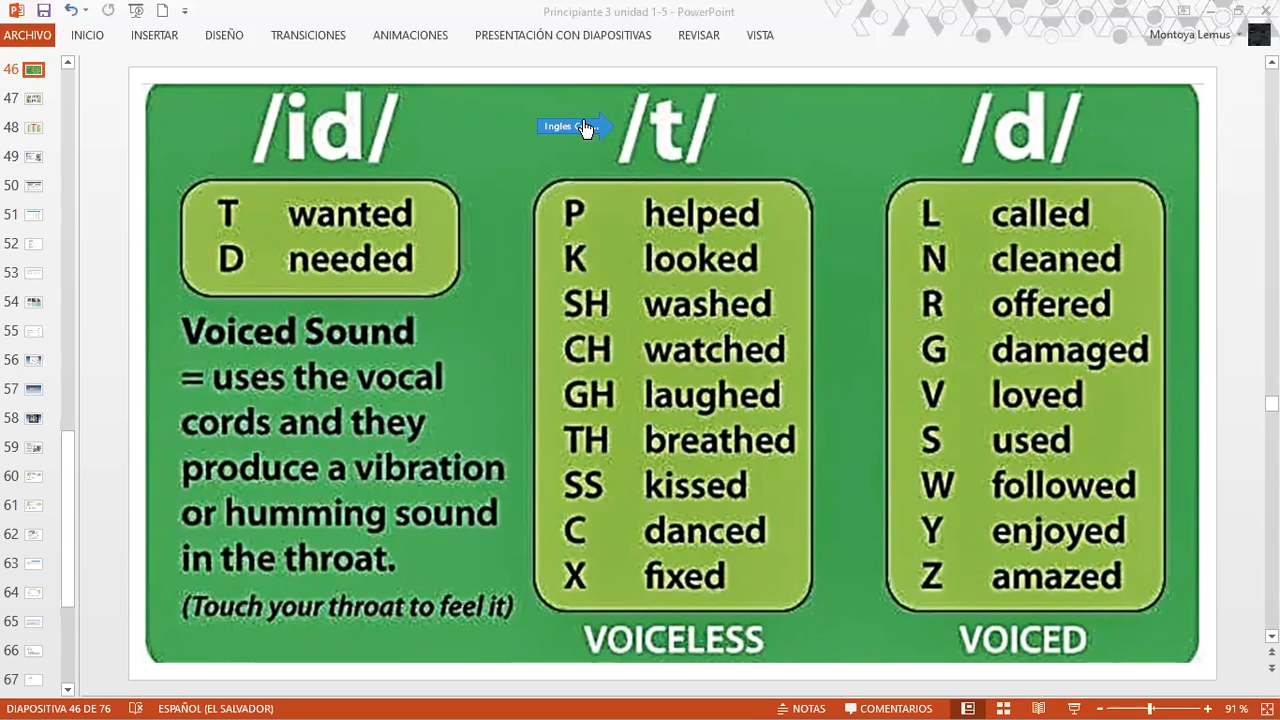 Principiante 3 unidad 1-5 - PowerPoint
ARCHIVO INICIO INSERTAR DISEÑO TRANSICIONES ANIMACIONES PRESENTACIÓN CON DIAPOSITIVAS REVISAR VISTA Montoya Lemus
46
47
48
49
50
51
52
53
54
55
56
57
58
59
60
61
62
63
64
65
66
67
/id/
T wanted
D needed
Voiced Sound
= uses the vocal
cords and they
produce a vibration
or humming sound
in the throat.
(Touch your throat to feel it)
Ingles
/t/
P helped
K looked
SH washed
CH watched
GH laughed
TH breathed
SS kissed
C danced
X fixed
VOICELESS
/d/
L called
N cleaned
R offered
G damaged
V loved
S used
W followed
Y enjoyed
Z amazed
VOICED
DIAPOSITIVA 46 DE 76 ESPAÑOL (EL SALVADOR) NOTAS COMENTARIOS 91 %